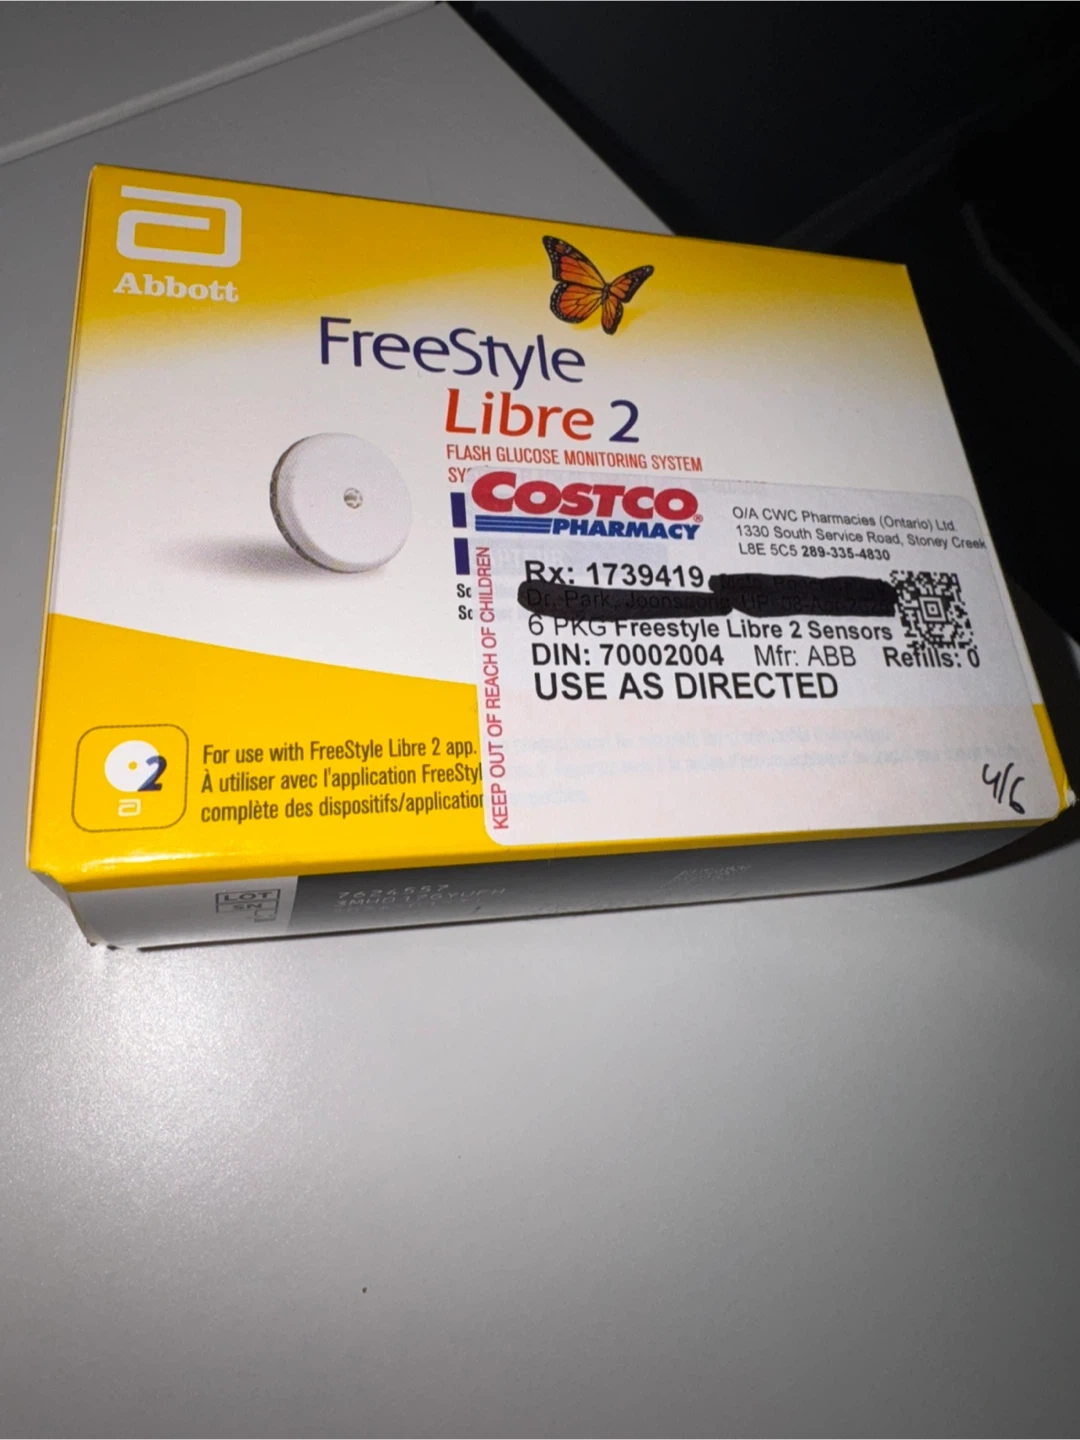 Abbott
FreeStyle
Libre 2
FLASH GLUCOSE MONITORING SYSTEM
COSTCO
PHARMACY
O/A CWC Pharmacies (Ontario) Ltd.
1330 South Service Road, Stoney Creek
L8E 5C5 289-335-4830
KEEP OUT OF REACH OF CHILDREN
Rx: 1739419
6 PKG Freestyle Libre 2 Sensors
DIN: 70002004 Mfr: ABB Refills: 0
USE AS DIRECTED
4/6
2
For use with FreeStyle Libre 2 app.
À utiliser avec l'application FreeStyl
complète des dispositifs/application
LOT
SN
7624557